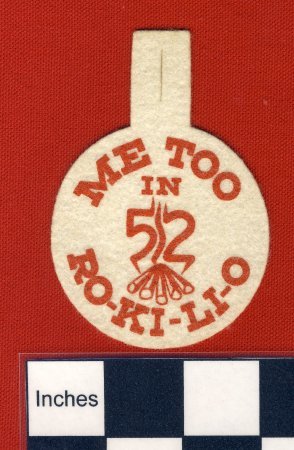 ME TOO
IN
52
RO-KI-LI-O
Inches